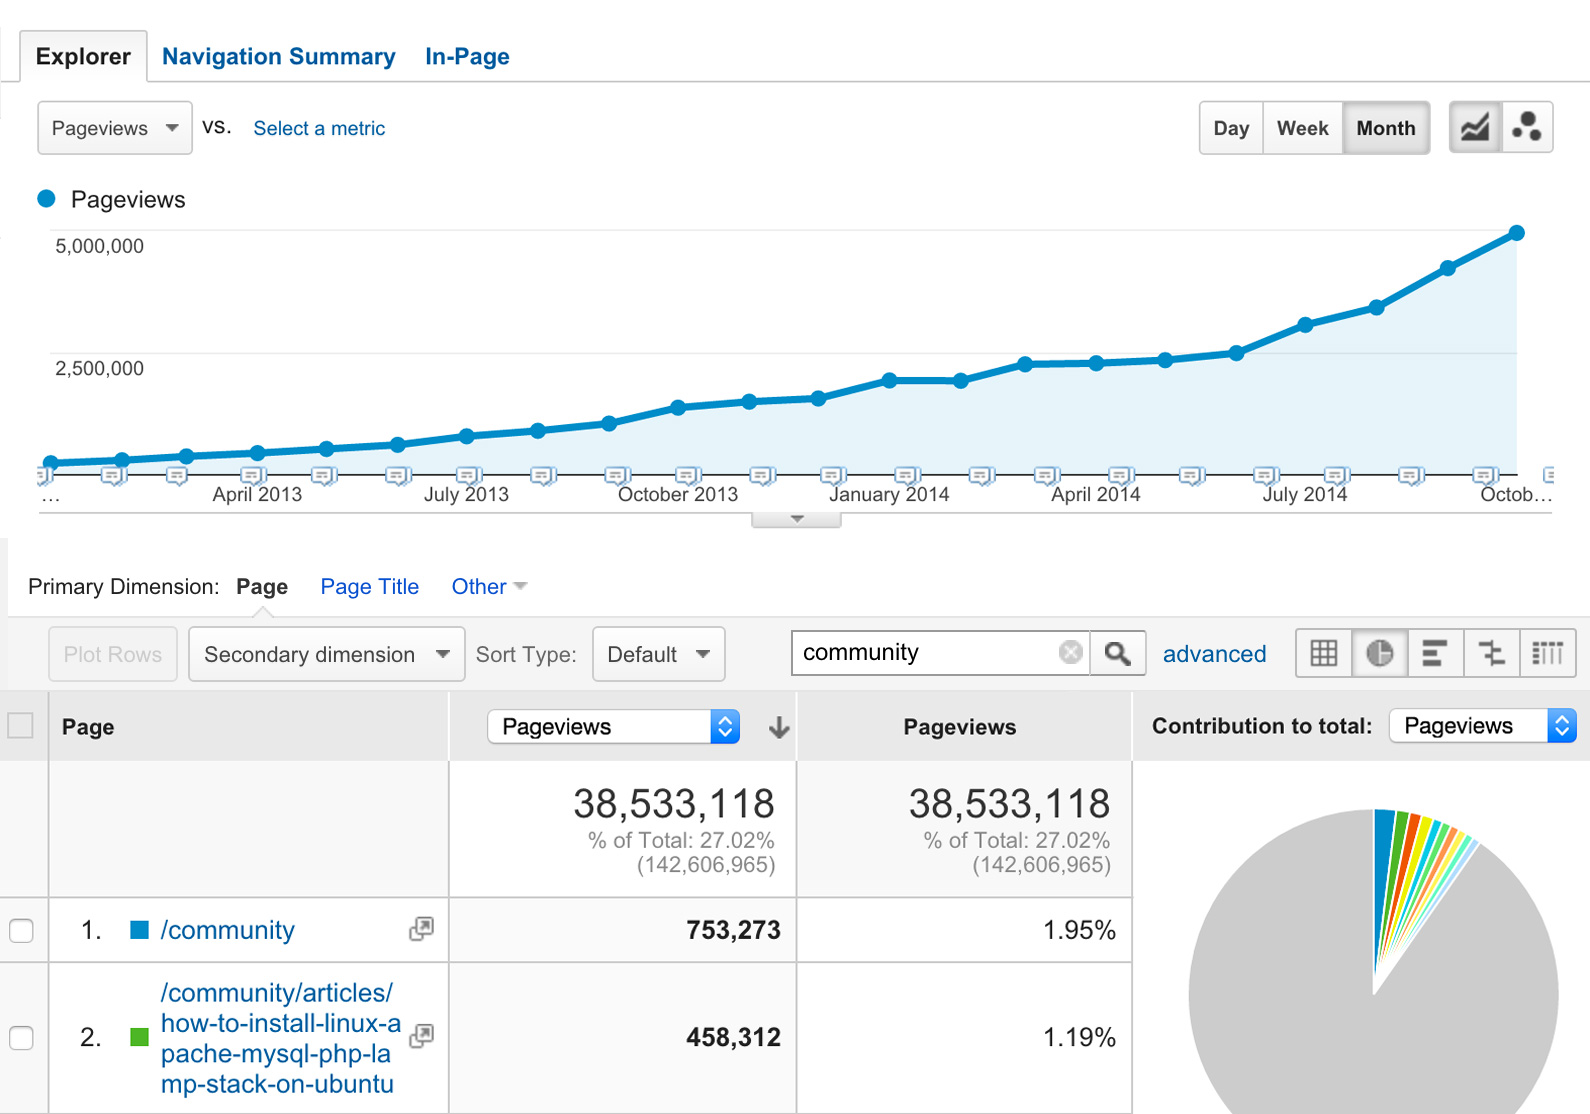 Explorer Navigation Summary In-Page
Pageviews vs. Select a metric Day Week Month
Pageviews
5,000,000
2,500,000
... April 2013 July 2013 October 2013 January 2014 April 2014 July 2014 Octob...
Primary Dimension: Page Page Title Other
Plot Rows Secondary dimension Sort Type: Default community advanced
Page Pageviews Pageviews Contribution to total: Pageviews
38,533,118 38,533,118
% of Total: 27.02% % of Total: 27.02%
(142,606,965) (142,606,965)
1. /community 753,273 1.95%
/community/articles/
how-to-install-linux-a
2. 458,312 1.19%
pache-mysql-php-la
mp-stack-on-ubuntu